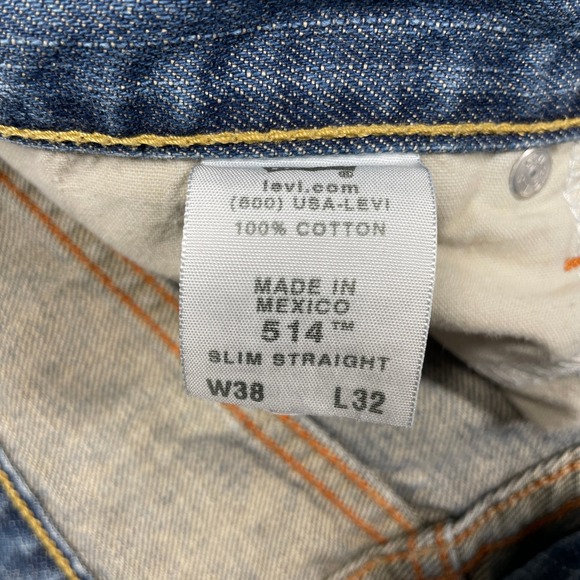 ®
levi.com
(800) USA-LEVI
100% COTTON
MADE IN
MEXICO
514™
SLIM STRAIGHT
W38 L32